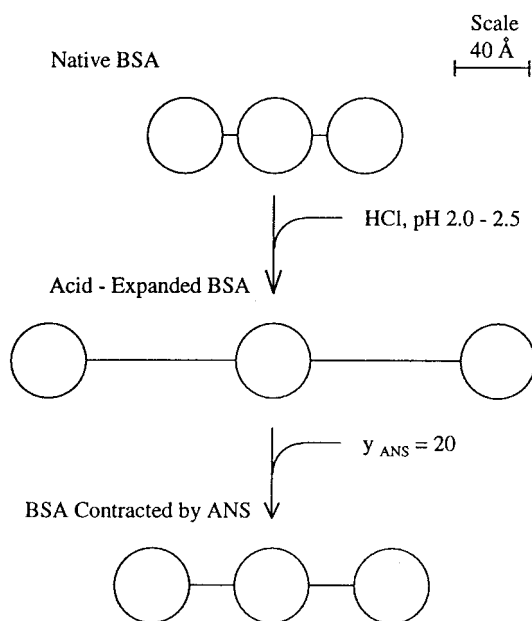 Scale
40 Å
Native BSA
HCl, pH 2.0 - 2.5
Acid - Expanded BSA
y ANS = 20
BSA Contracted by ANS